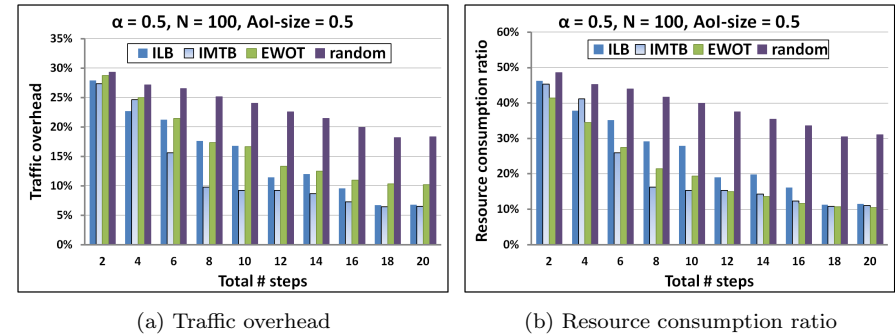 α = 0.5, N = 100, AoI-size = 0.5
ILB IMTB EWOT random
Traffic overhead
35%
30%
25%
20%
15%
10%
5%
0%
2 4 6 8 10 12 14 16 18 20
Total # steps
(a) Traffic overhead
α = 0.5, N = 100, AoI-size = 0.5
ILB IMTB EWOT random
Resource consumption ratio
60%
50%
40%
30%
20%
10%
0%
2 4 6 8 10 12 14 16 18 20
Total # steps
(b) Resource consumption ratio